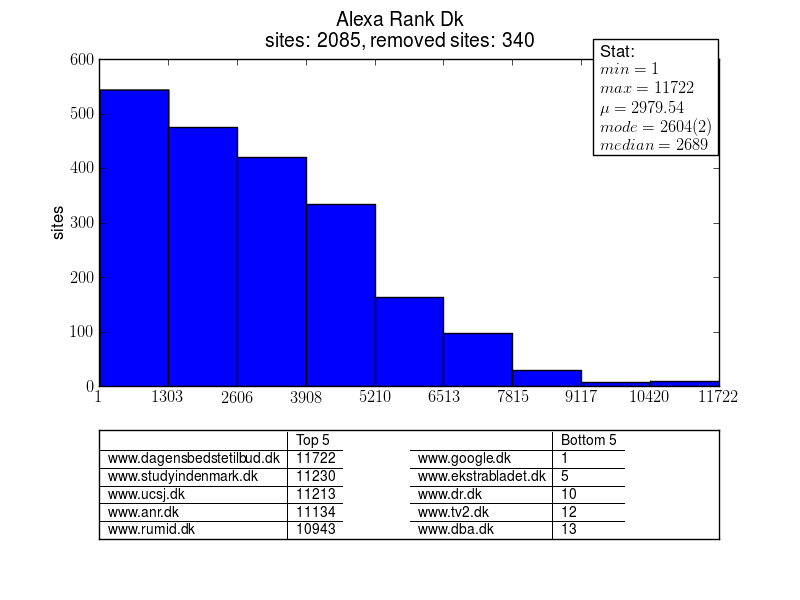 Alexa Rank Dk
sites: 2085, removed sites: 340
Stat:
min = 1
max = 11722
μ = 2979.54
mode = 2604(2)
median = 2689
600
500
400
300
200
100
0
sites
1 1303 2606 3908 5210 6513 7815 9117 10420 11722
Top 5 Bottom 5
www.dagensbedstetilbud.dk 11722 www.google.dk 1
www.studyindenmark.dk 11230 www.ekstrabladet.dk 5
www.ucsj.dk 11213 www.dr.dk 10
www.anr.dk 11134 www.tv2.dk 12
www.rumid.dk 10943 www.dba.dk 13